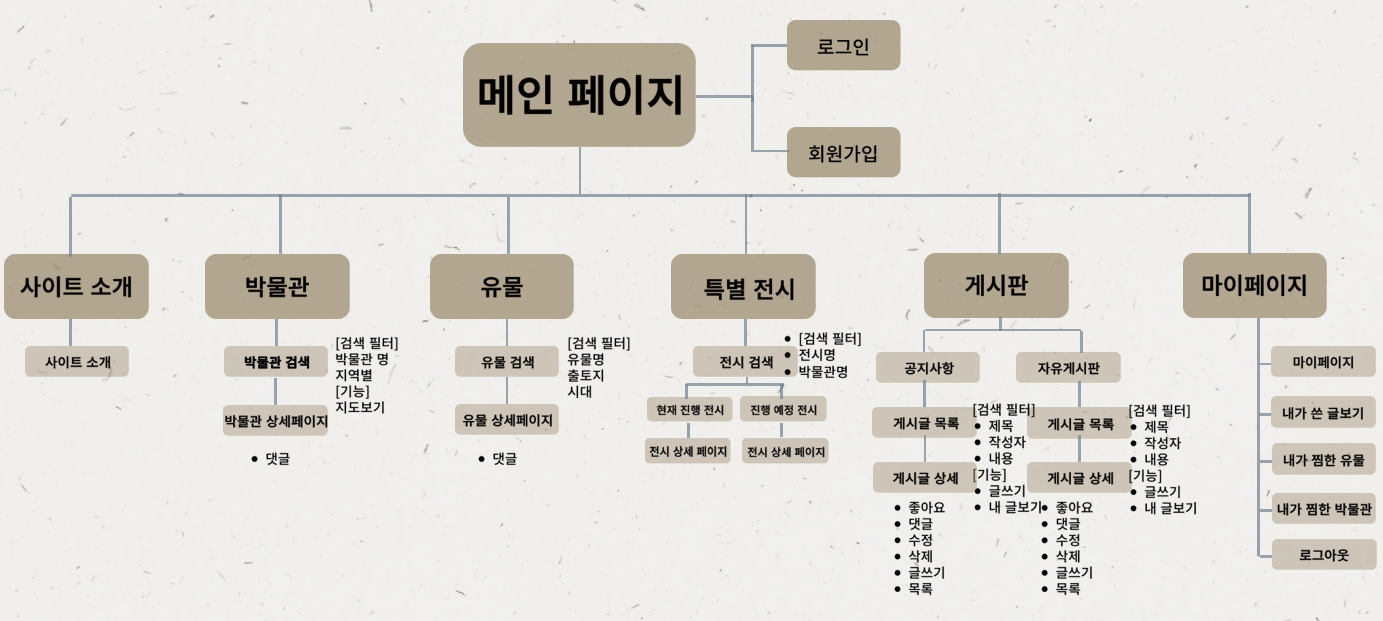 메인 페이지
로그인
회원가입
사이트 소개
사이트 소개
박물관
박물관 검색
[검색 필터]
박물관 명
지역별
[기능]
지도보기
박물관 상세페이지
• 댓글
유물
유물 검색
[검색 필터]
유물명
출토지
시대
유물 상세페이지
• 댓글
특별 전시
전시 검색
• [검색 필터]
• 전시명
• 박물관명
현재 진행 전시
진행 예정 전시
전시 상세 페이지
전시 상세 페이지
게시판
공지사항
게시글 목록
[검색 필터]
• 제목
• 작성자
• 내용
[기능]
• 글쓰기
• 내 글보기
게시글 상세
• 좋아요
• 댓글
• 수정
• 삭제
• 글쓰기
• 목록
자유게시판
게시글 목록
[검색 필터]
• 제목
• 작성자
• 내용
[기능]
• 글쓰기
• 내 글보기
게시글 상세
• 좋아요
• 댓글
• 수정
• 삭제
• 글쓰기
• 목록
마이페이지
마이페이지
내가 쓴 글보기
내가 찜한 유물
내가 찜한 박물관
로그아웃